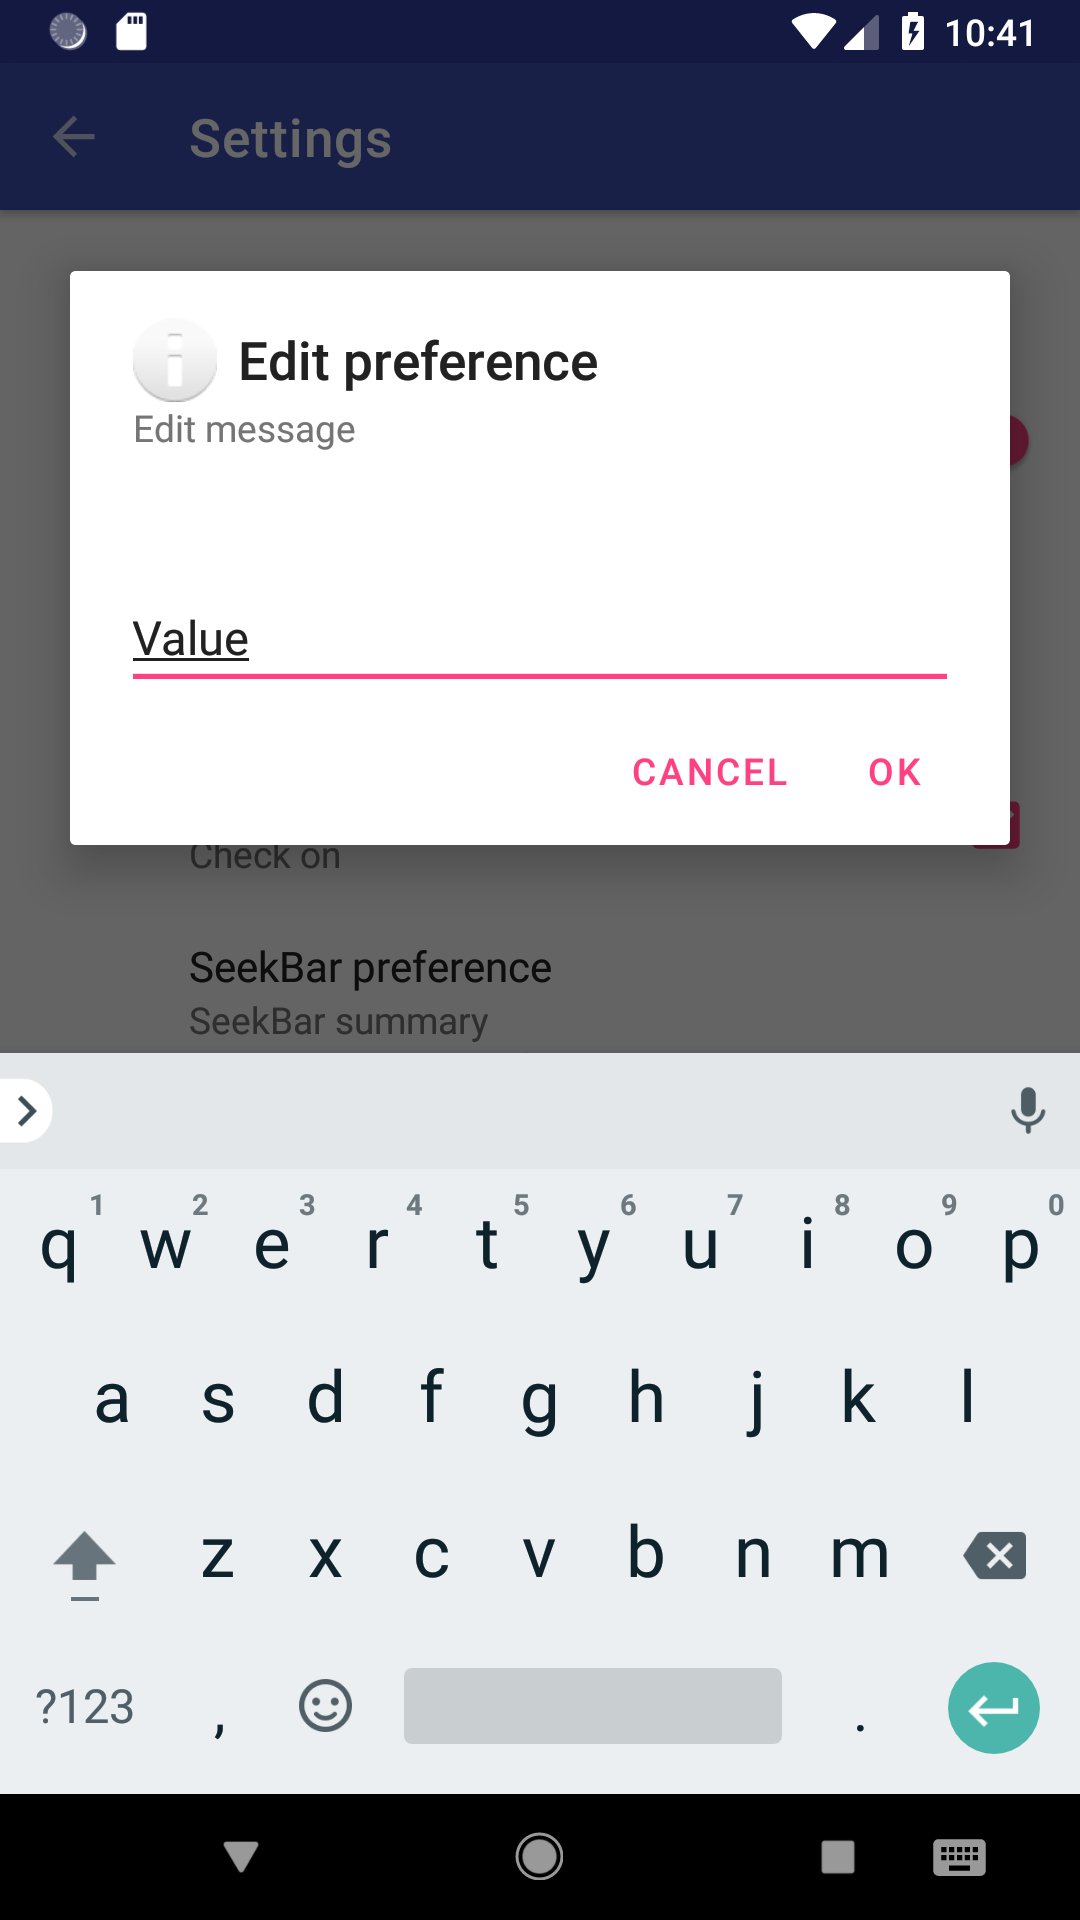 10:41
Settings
Edit preference
Edit message
Value
CANCEL OK
Check on
SeekBar preference
SeekBar summary
1 2 3 4 5 6 7 8 9 0
q w e r t y u i o p
a s d f g h j k l
z x c v b n m
?123 , .